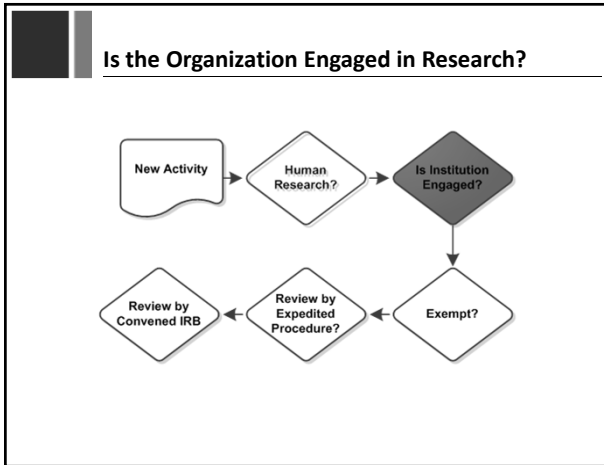 Is the Organization Engaged in Research?
New Activity
Human
Research?
Is Institution
Engaged?
Exempt?
Review by
Expedited
Procedure?
Review by
Convened IRB